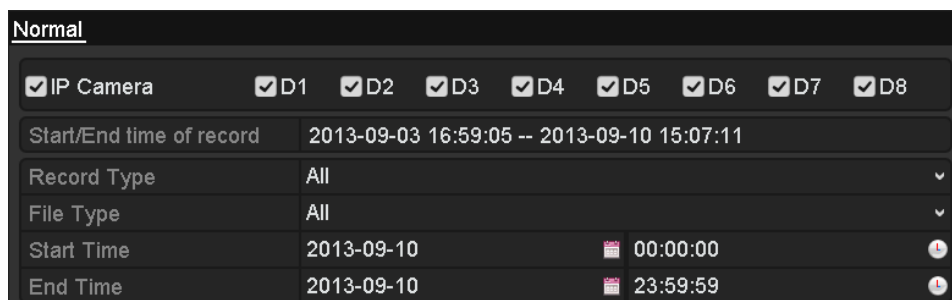 Normal
IP Camera D1 D2 D3 D4 D5 D6 D7 D8
Start/End time of record 2013-09-03 16:59:05 -- 2013-09-10 15:07:11
Record Type All
File Type All
Start Time 2013-09-10 00:00:00
End Time 2013-09-10 23:59:59